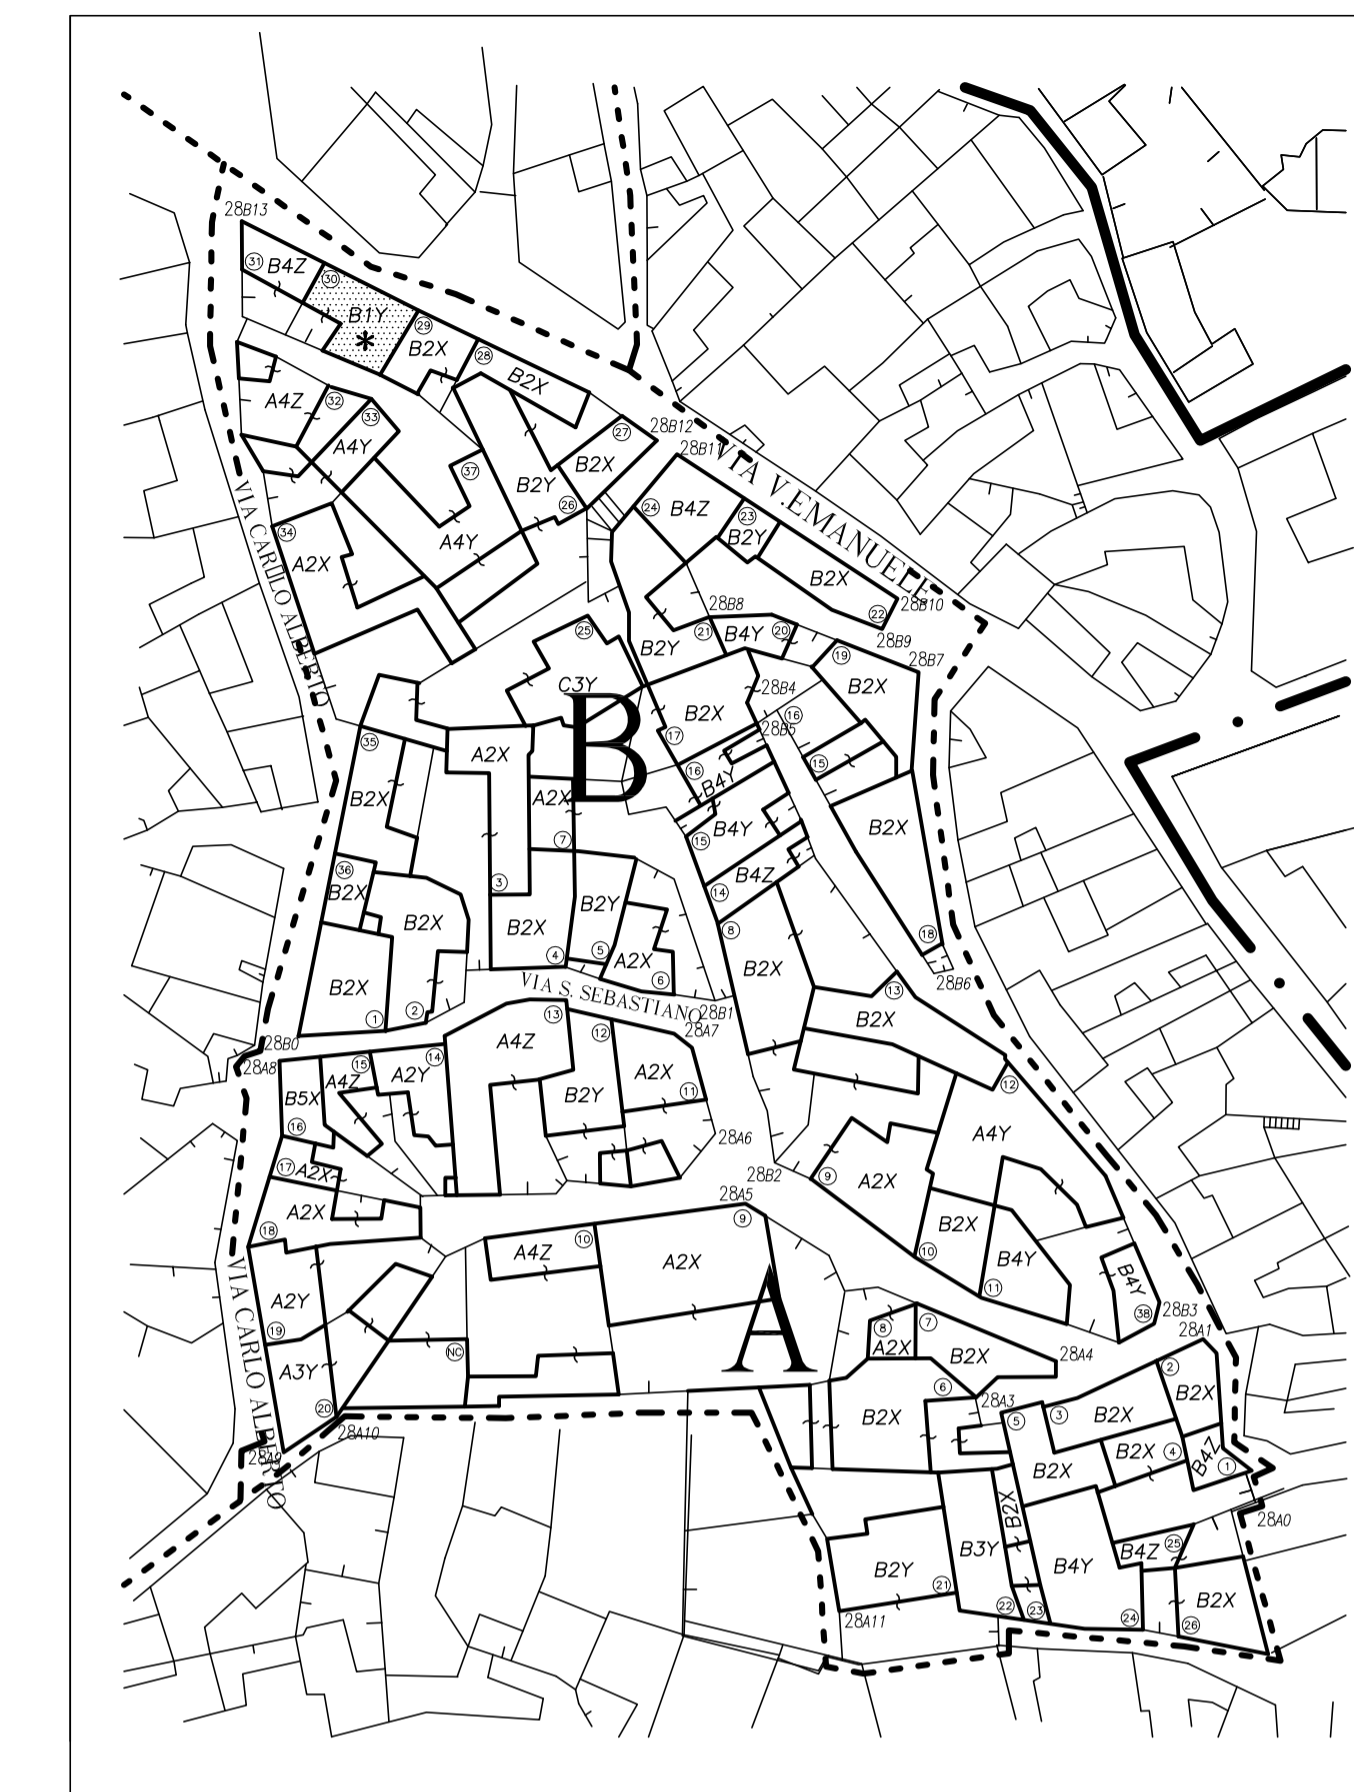 28B13
31 B4Z
30
B1Y
*
29
B2X
28
B2X
A4Z
32
33
A4Y
37
27
28B12
28B11
B2X
B2Y
26
24 B4Z
23
B2Y
VIA V.EMANUELE
VIA CARLO ALBERTO
34
A2X
A4Y
B2X
22
28B10
28B9
28B7
28B8
25
B2Y
21
B4Y
20
19
B2X
C3Y
B
28B4
B2X
17
16
28B5
16
B4Y
15
35
A2X
B2X
A2X
7
15
B4Y
B2X
36
B2X
3
14
B4Z
B2X
B2X
4
B2Y
5
A2X
6
8
B2X
18
28B6
B2X
1
2
VIA S. SEBASTIANO
28B1
28A7
13
B2X
28B0
28A8
15
A4Z
14
A2Y
A4Z
13
12
A2X
11
12
B5X
16
B2Y
A4Y
28A6
28B2
17 A2X
9
A2X
18
A2X
28A5
9
B2X
10
A4Z
10
A2X
B4Y
11
B4Y
38
28B3
28A1
VIA CARLO ALBERTO
A2Y
19
A
8
A2X
7
B2X
28A4
NC
A3Y
20
6
B2X
28A3
2
B2X
5
3
B2X
28A10
28A9
B2X
4
B2X
B4Z
1
28A0
B2X
B3Y
B2Y
21
B4Y
B4Z
25
28A11
22
23
24
B2X
26